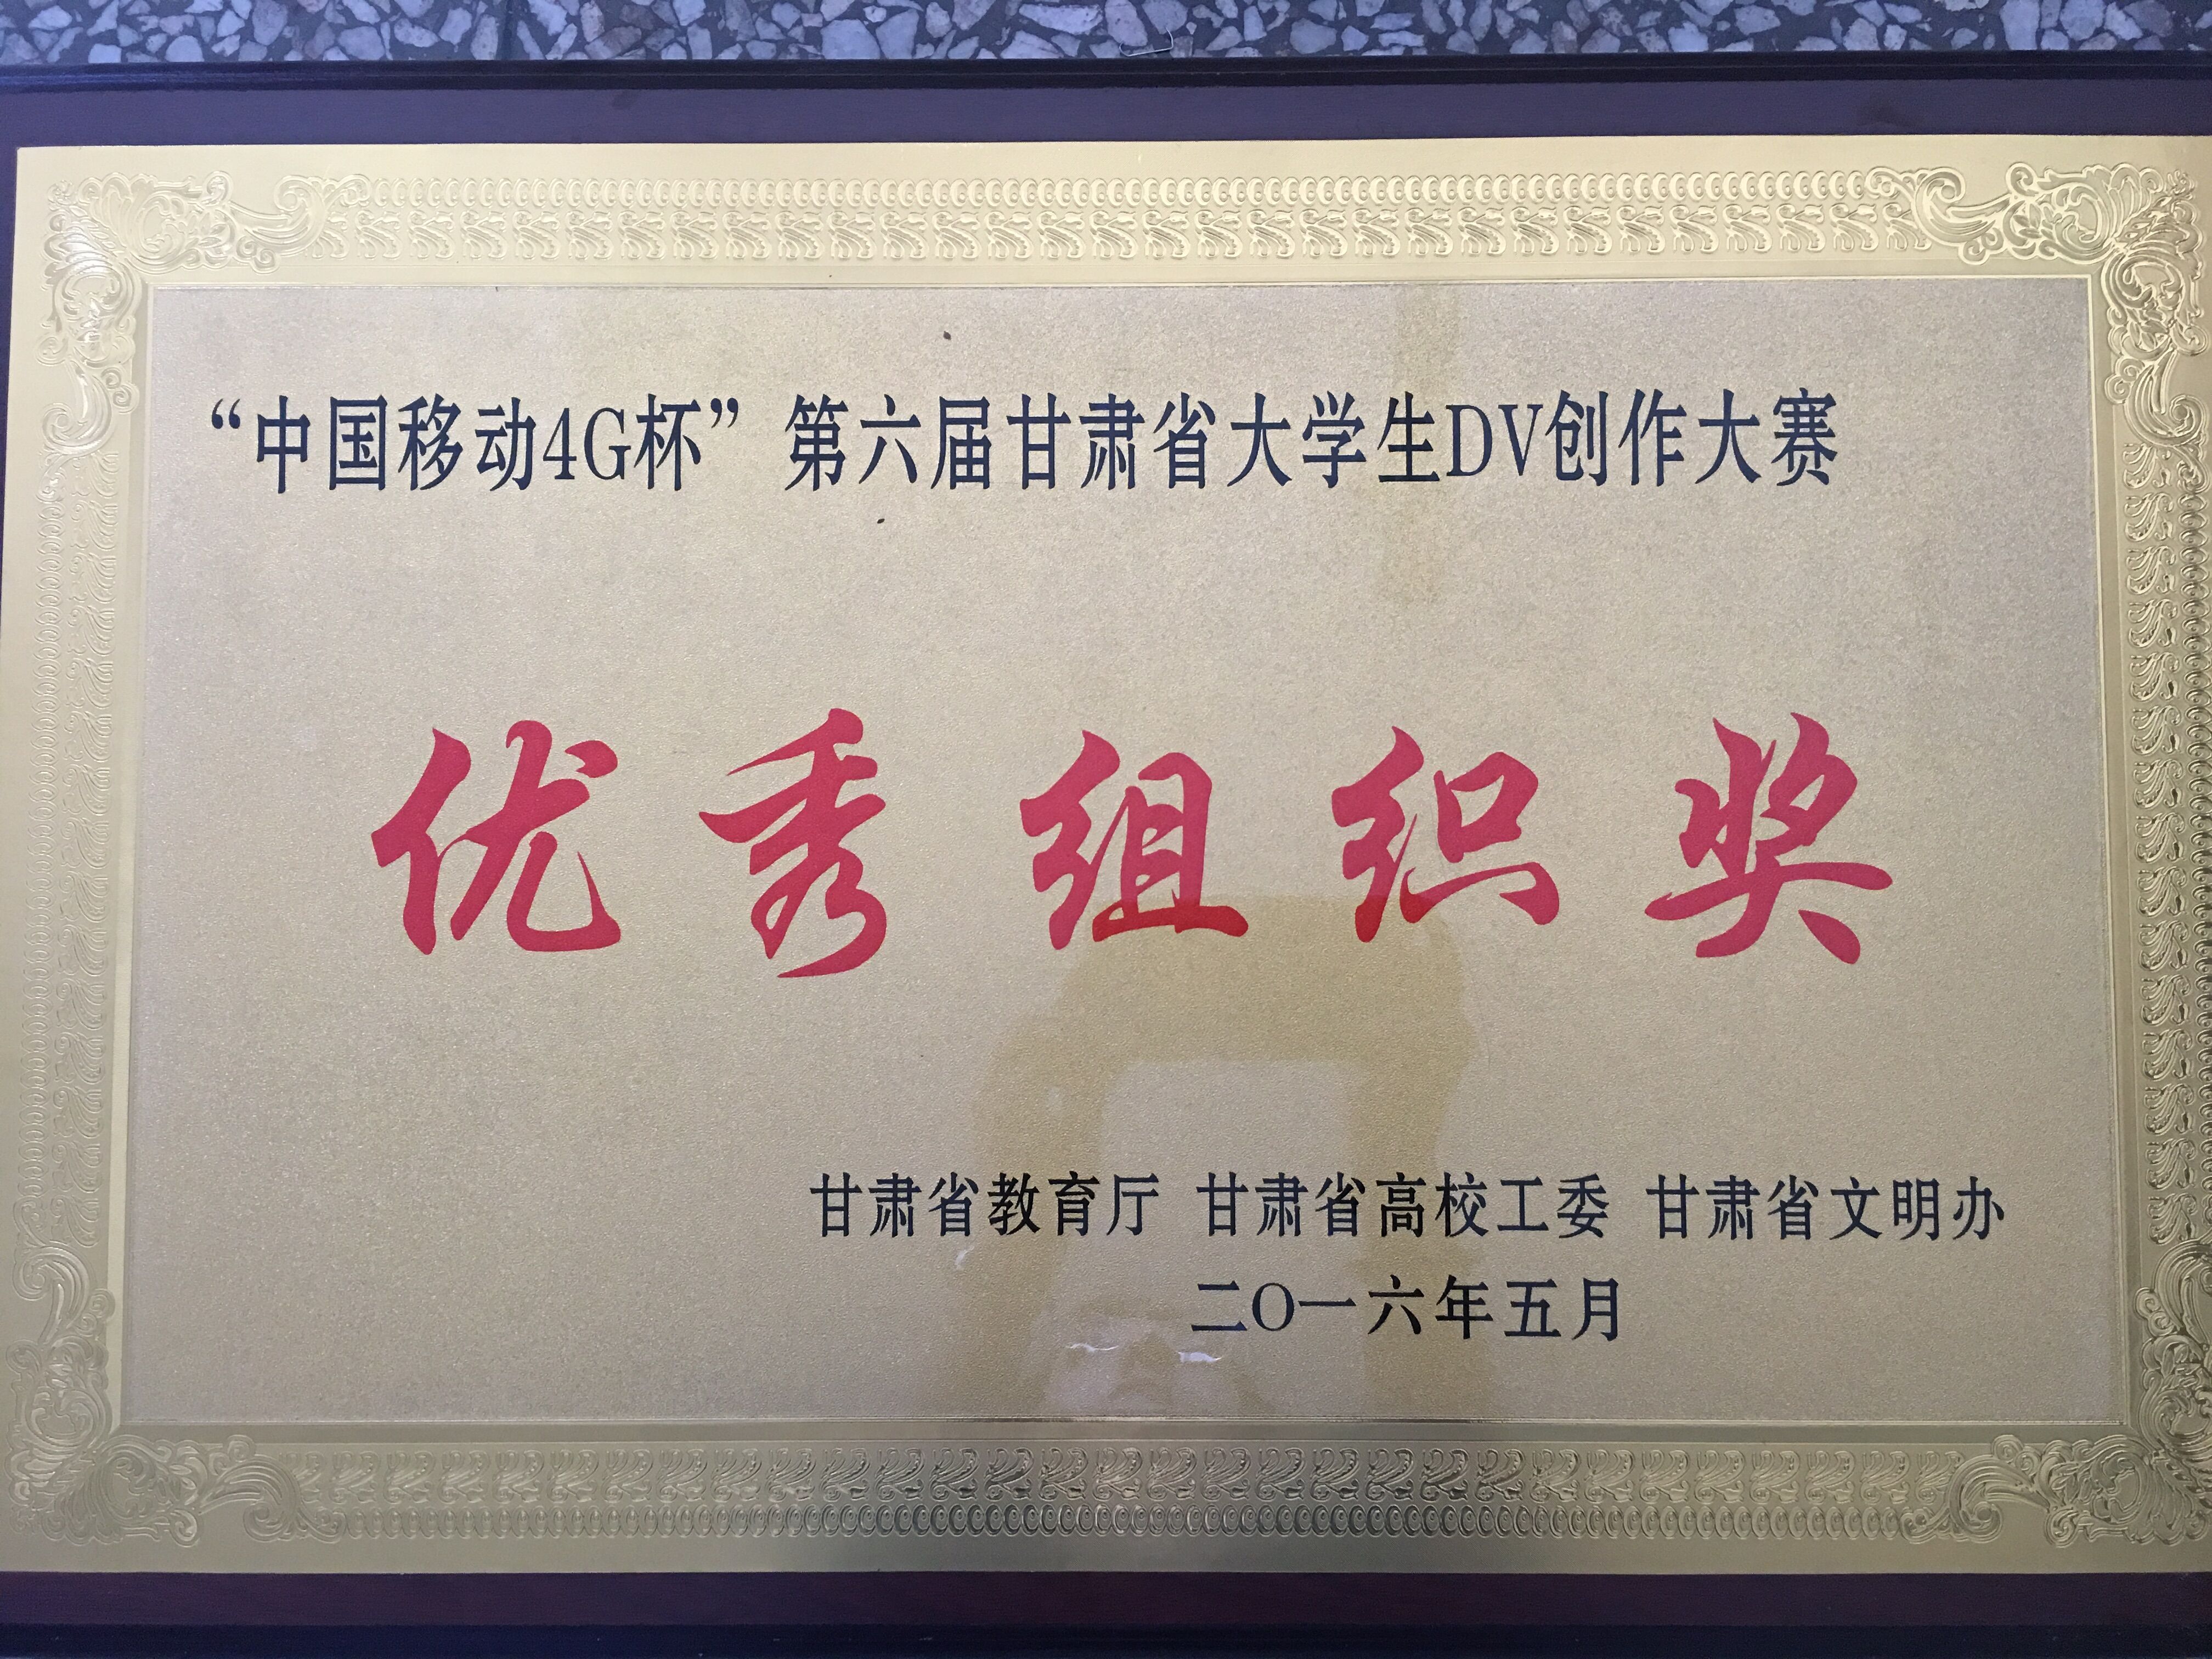 “中国移动4G杯”第六届甘肃省大学生DV创作大赛
优秀组织奖
甘肃省教育厅 甘肃省高校工委 甘肃省文明办
二〇一六年五月